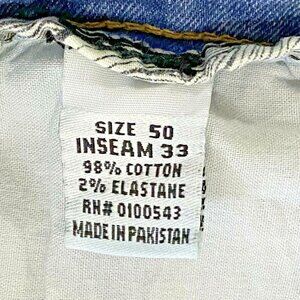 SIZE 50
INSEAM 33
98% COTTON
2% ELASTANE
RN# 0100543
MADE IN PAKISTAN